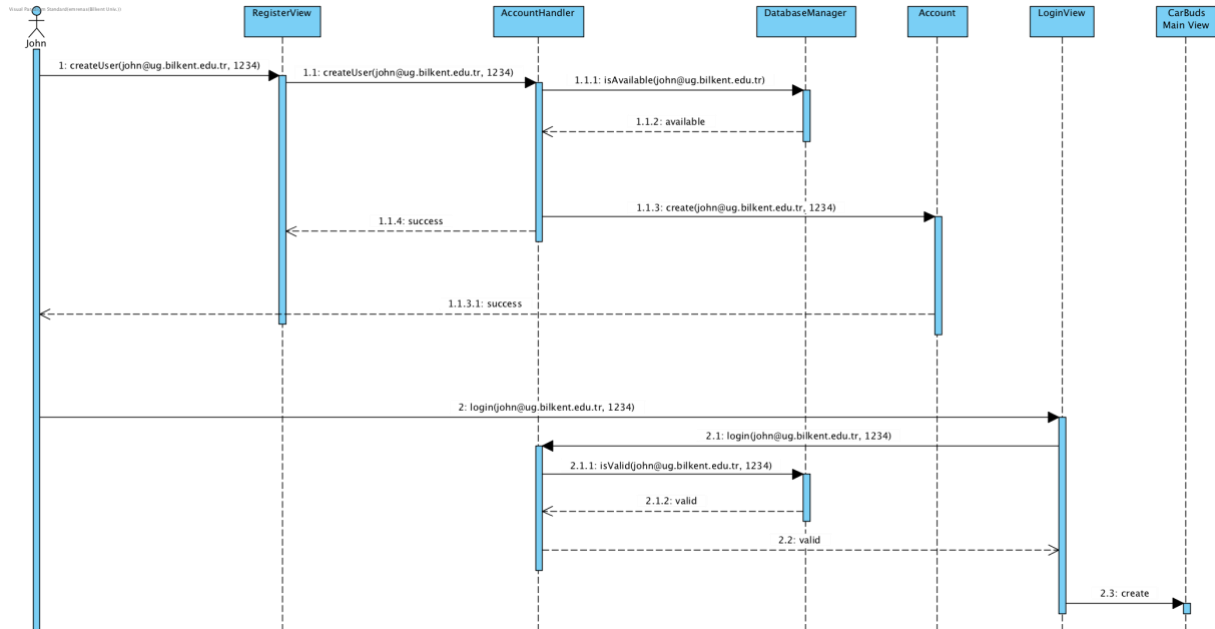 RegisterView
AccountHandler
DatabaseManager
Account
LoginView
CarBuds
Main View
John
1: createUser(john@ug.bilkent.edu.tr, 1234)
1.1: createUser(john@ug.bilkent.edu.tr, 1234)
1.1.1: isAvailable(john@ug.bilkent.edu.tr)
1.1.2: available
1.1.3: create(john@ug.bilkent.edu.tr, 1234)
1.1.4: success
1.1.3.1: success
2: login(john@ug.bilkent.edu.tr, 1234)
2.1: login(john@ug.bilkent.edu.tr, 1234)
2.1.1: isValid(john@ug.bilkent.edu.tr, 1234)
2.1.2: valid
2.2: valid
2.3: create